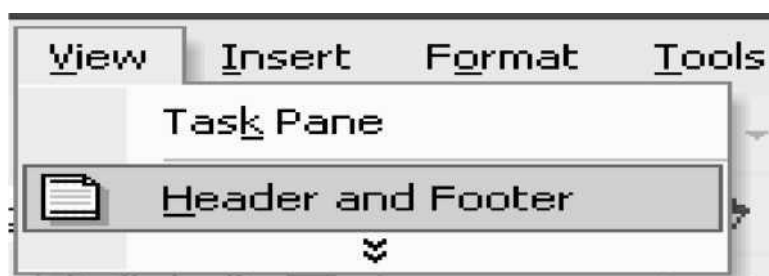 View Insert Format Tools
Task Pane
Header and Footer